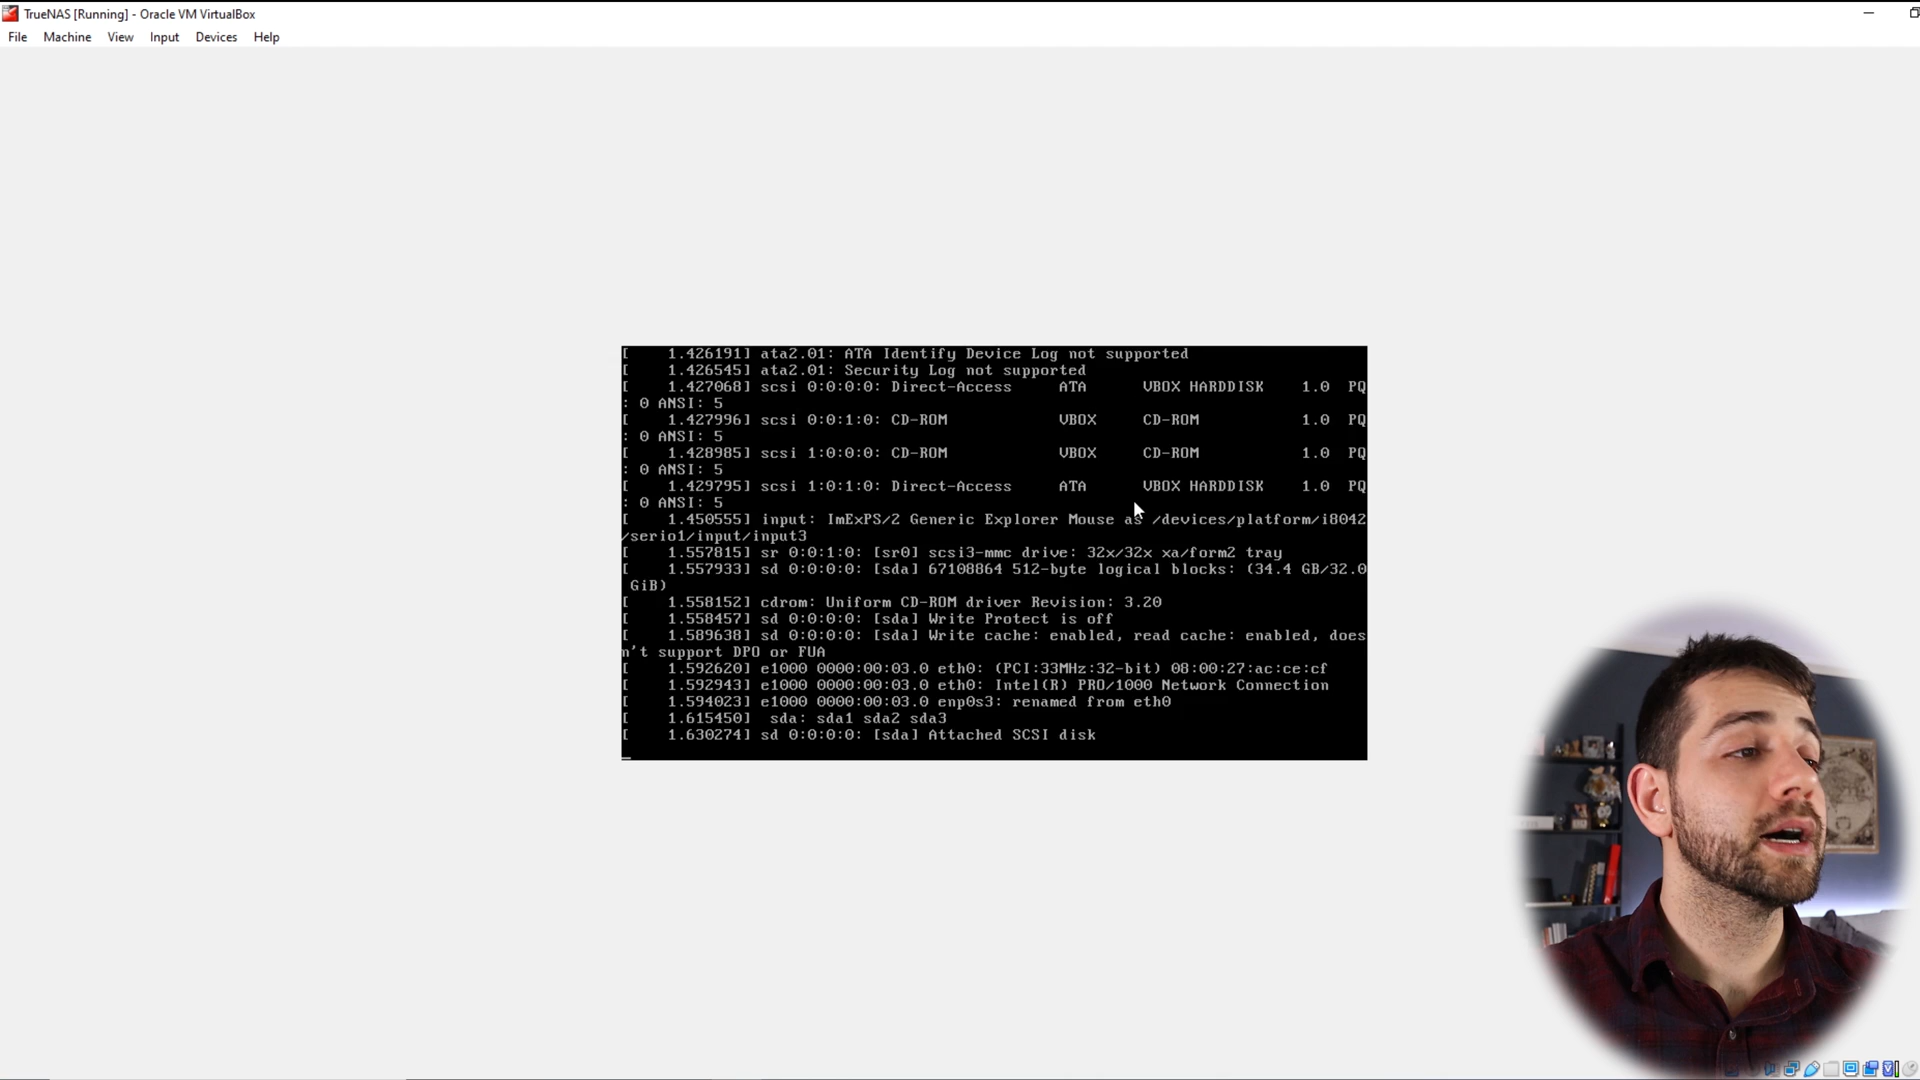 TrueNAS [Running] - Oracle VM VirtualBox
File Machine View Input Devices Help
[    1.426191] ata2.01: ATA Identify Device Log not supported
[    1.426545] ata2.01: Security Log not supported
[    1.427068] scsi 0:0:0:0: Direct-Access     ATA      VBOX HARDDISK    1.0  PQ
: 0 ANSI: 5
[    1.427996] scsi 0:0:1:0: CD-ROM            VBOX     CD-ROM           1.0  PQ
: 0 ANSI: 5
[    1.428985] scsi 1:0:0:0: CD-ROM            VBOX     CD-ROM           1.0  PQ
: 0 ANSI: 5
[    1.429795] scsi 1:0:1:0: Direct-Access     ATA      VBOX HARDDISK    1.0  PQ
: 0 ANSI: 5
[    1.450555] input: ImExPS/2 Generic Explorer Mouse as /devices/platform/i8042
/serio1/input/input3
[    1.557815] sr 0:0:1:0: [sr0] scsi3-mmc drive: 32x/32x xa/form2 tray
[    1.557933] sd 0:0:0:0: [sda] 67108864 512-byte logical blocks: (34.4 GB/32.0
 GiB)
[    1.558152] cdrom: Uniform CD-ROM driver Revision: 3.20
[    1.558457] sd 0:0:0:0: [sda] Write Protect is off
[    1.589638] sd 0:0:0:0: [sda] Write cache: enabled, read cache: enabled, does
n't support DPO or FUA
[    1.592620] e1000 0000:00:03.0 eth0: (PCI:33MHz:32-bit) 08:00:27:ac:ce:cf
[    1.592943] e1000 0000:00:03.0 eth0: Intel(R) PRO/1000 Network Connection
[    1.594023] e1000 0000:00:03.0 enp0s3: renamed from eth0
[    1.615450]  sda: sda1 sda2 sda3
[    1.630274] sd 0:0:0:0: [sda] Attached SCSI disk